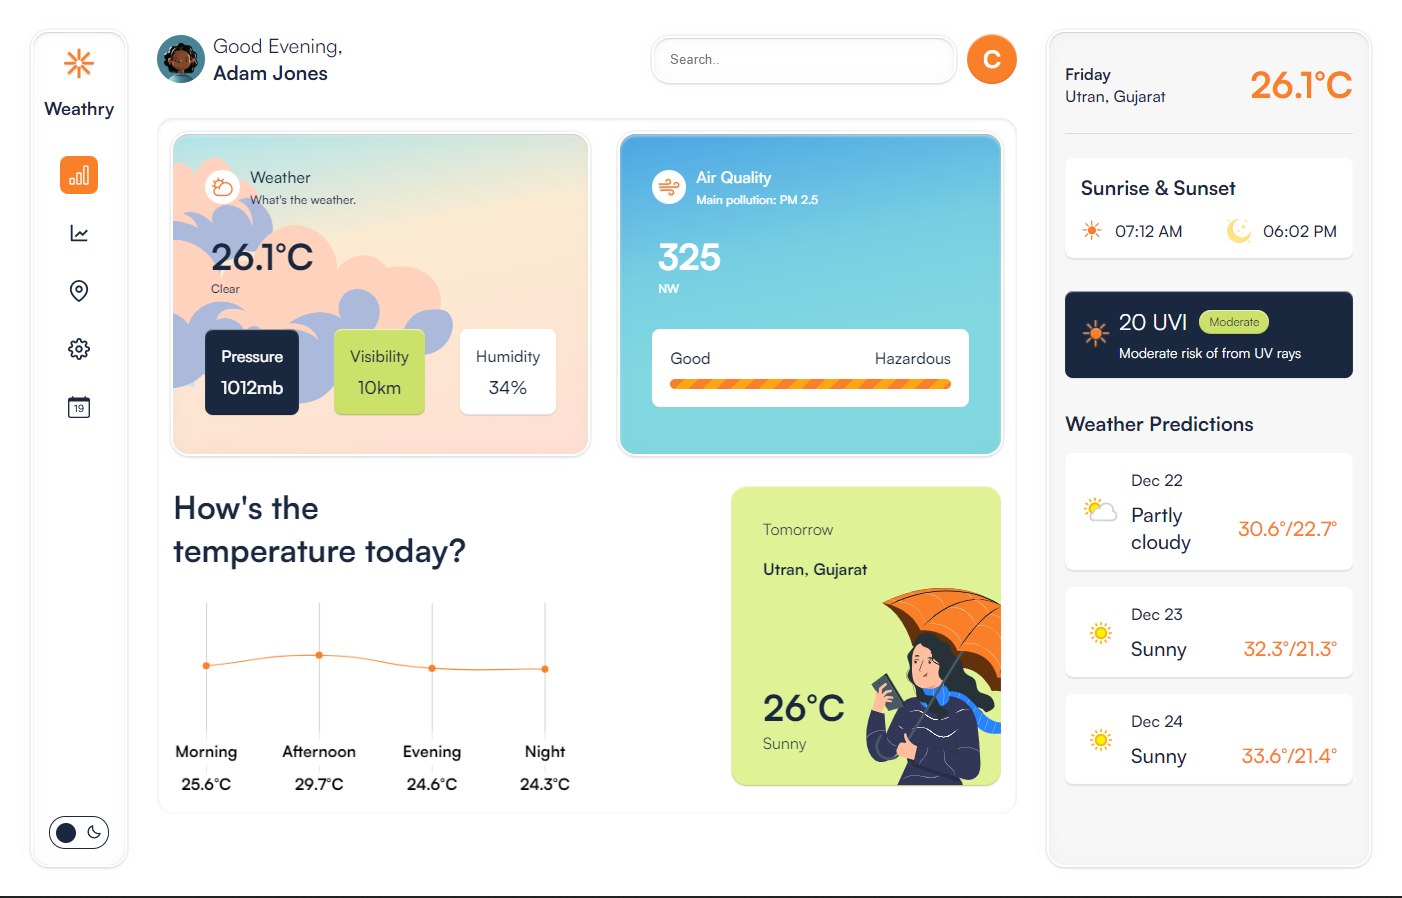 Weathry
19
Good Evening,
Adam Jones
Search..
C
Weather
What's the weather.
26.1°C
Clear
Pressure
1012mb
Visibility
10km
Humidity
34%
Air Quality
Main pollution: PM 2.5
325
NW
Good Hazardous
How's the
temperature today?
Morning Afternoon Evening Night
25.6°C 29.7°C 24.6°C 24.3°C
Tomorrow
Utran, Gujarat
26°C
Sunny
Friday
Utran, Gujarat
26.1°C
Sunrise & Sunset
07:12 AM 06:02 PM
20 UVI Moderate
Moderate risk of from UV rays
Weather Predictions
Dec 22
Partly
cloudy
30.6°/22.7°
Dec 23
Sunny 32.3°/21.3°
Dec 24
Sunny 33.6°/21.4°